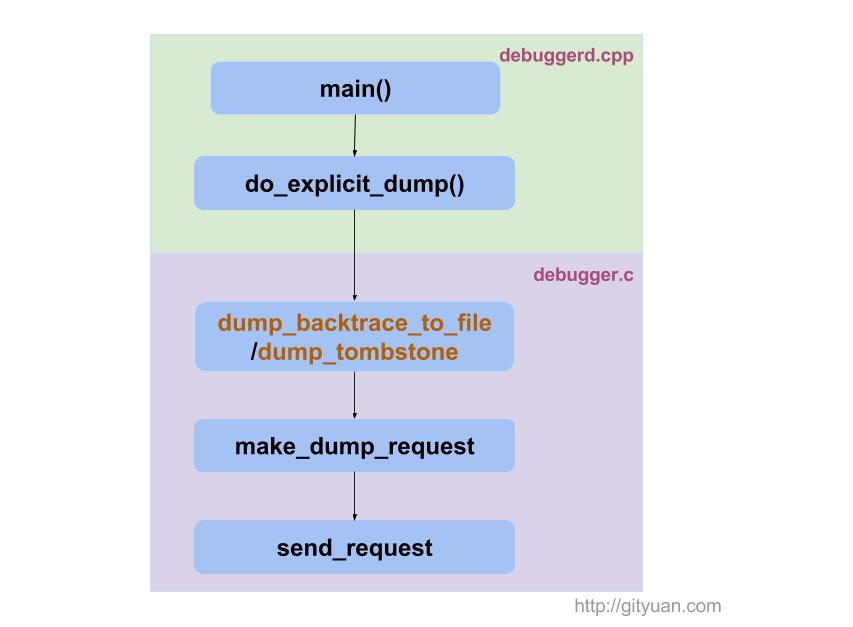 debuggerd.cpp
main()
do_explicit_dump()
debugger.c
dump_backtrace_to_file
/dump_tombstone
make_dump_request
send_request
http://gityuan.com